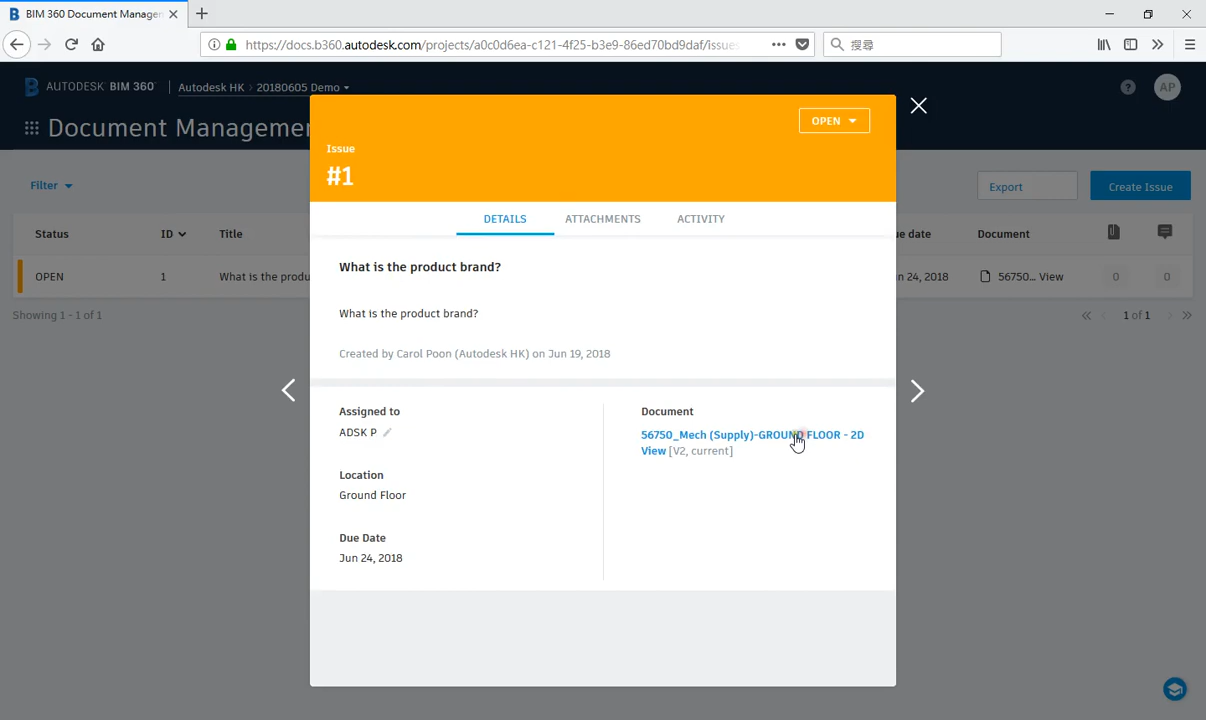 BIM 360 Document Managem
https://docs.b360.autodesk.com/projects/a0c0d6ea-c121-4f25-b3e9-86ed70bd9daf/issues
搜尋
AUTODESK BIM 360
Autodesk HK > 20180605 Demo
? AP
Document Managemen
OPEN
Issue
#1
Filter
Export
Create Issue
DETAILS ATTACHMENTS ACTIVITY
Status ID Title ue date Document
What is the product brand?
OPEN 1 What is the produ n 24, 2018 56750... View 0 0
Showing 1 - 1 of 1
What is the product brand?
1 of 1
Created by Carol Poon (Autodesk HK) on Jun 19, 2018
Assigned to
ADSK P
Location
Ground Floor
Due Date
Jun 24, 2018
Document
56750_Mech (Supply)-GROUND FLOOR - 2D
View [V2, current]